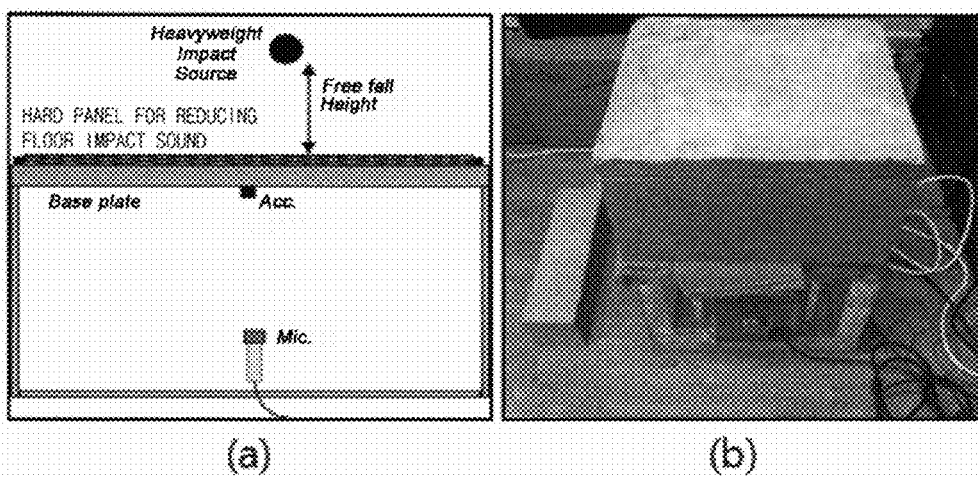 Heavyweight
Impact
Source
Free fall
Height
HARD PANEL FOR REDUCING
FLOOR IMPACT SOUND
Base plate
Acc.
Mic.
(a)
(b)